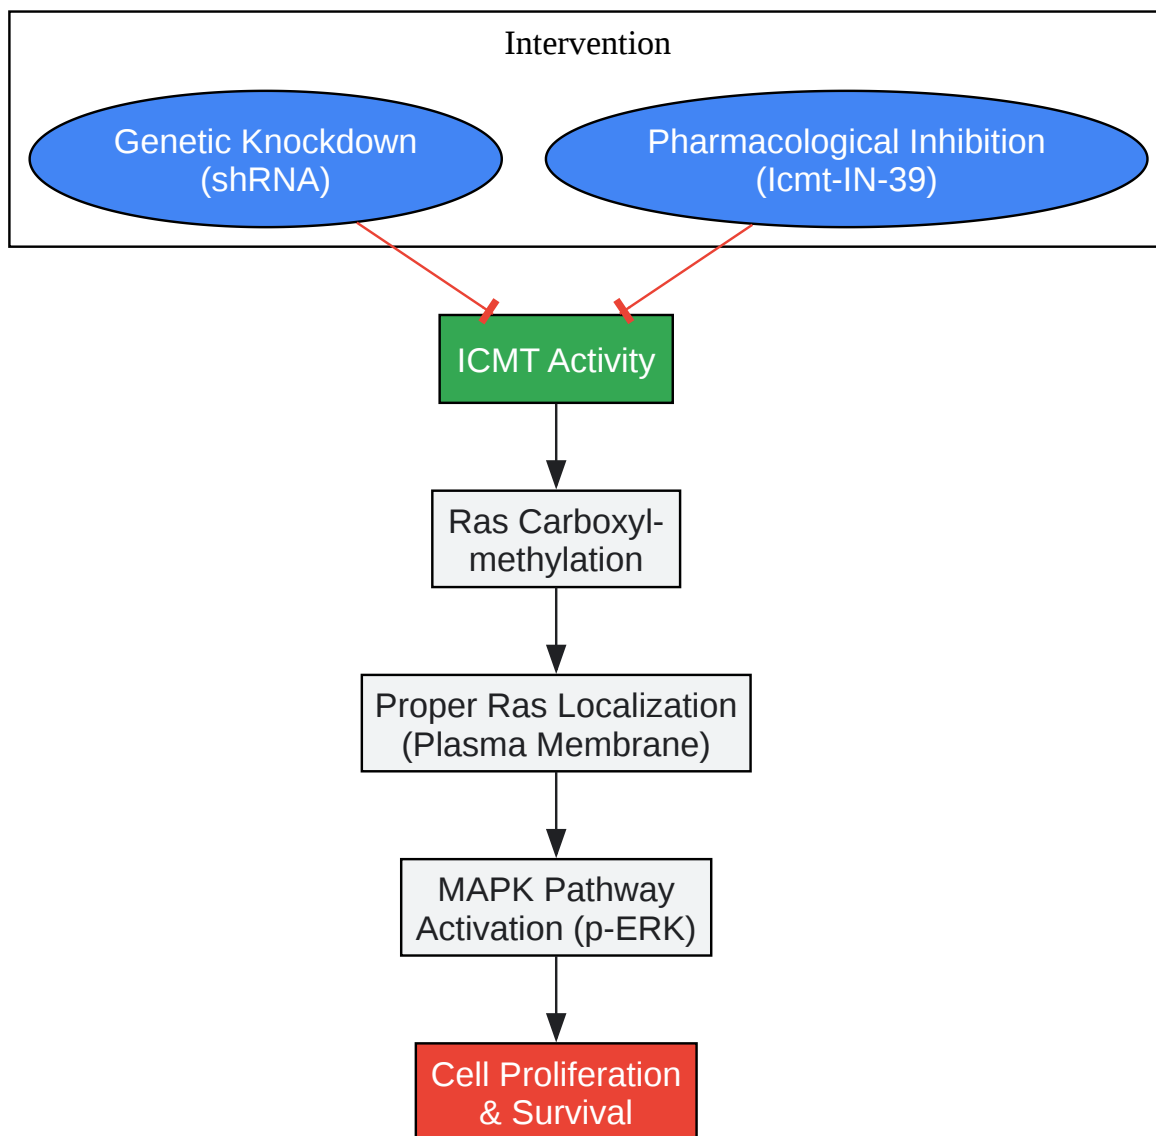 Intervention
Genetic Knockdown
(shRNA)
Pharmacological Inhibition
(Icmt-IN-39)
ICMT Activity
Ras Carboxyl-
methylation
Proper Ras Localization
(Plasma Membrane)
MAPK Pathway
Activation (p-ERK)
Cell Proliferation
& Survival